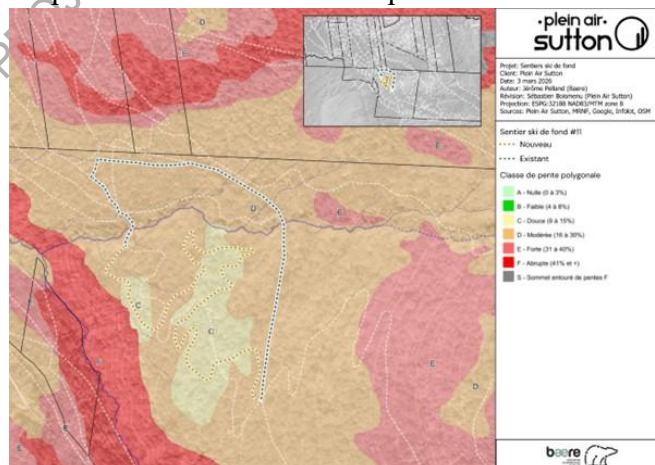 ·plein air·
sutton
Projet: Sentiers ski de fond
Client: Plein Air Sutton
Date: 3 mars 2026
Auteur: Jérôme Pelland (Baere)
Révision: Sébastien Boismenu (Plein Air Sutton)
Projection: ESPG:32188 NAD83/MTM zone 8
Sources: Plein Air Sutton, MRNF, Google, Infolot, OSM
Sentier ski de fond #11
Nouveau
Existant
Classe de pente polygonale
A - Nulle (0 à 3%)
B - Faible (4 à 8%)
C - Douce (9 à 15%)
D - Modérée (16 à 30%)
E - Forte (31 à 40%)
F - Abrupte (41% et +)
S - Sommet entouré de pentes F
D
E
E
D
E
C
C
E
D
E
E
D
baere